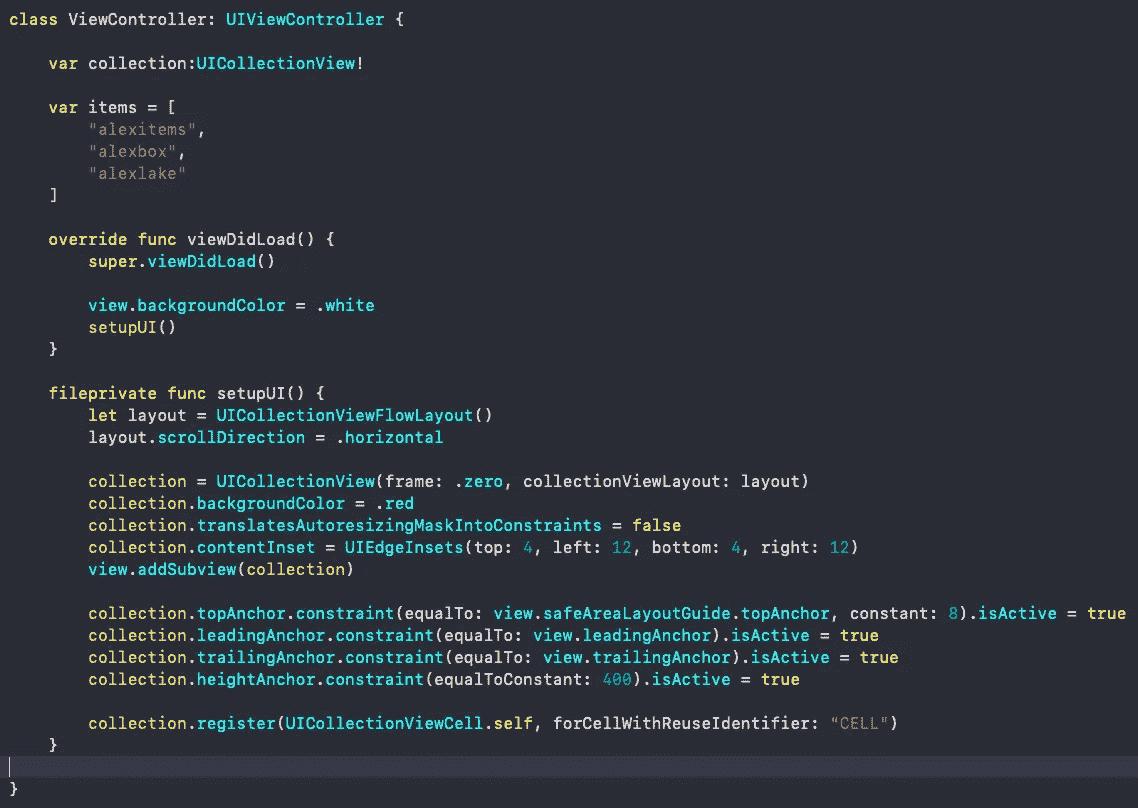 class ViewController: UIViewController {
var collection:UICollectionView!
var items = [
"alexitems",
"alexbox",
"alexlake"
]
override func viewDidLoad() {
super.viewDidLoad()
view.backgroundColor = .white
setupUI()
}
fileprivate func setupUI() {
let layout = UICollectionViewFlowLayout()
layout.scrollDirection = .horizontal
collection = UICollectionView(frame: .zero, collectionViewLayout: layout)
collection.backgroundColor = .red
collection.translatesAutoresizingMaskIntoConstraints = false
collection.contentInset = UIEdgeInsets(top: 4, left: 12, bottom: 4, right: 12)
view.addSubview(collection)
collection.topAnchor.constraint(equalTo: view.safeAreaLayoutGuide.topAnchor, constant: 8).isActive = true
collection.leadingAnchor.constraint(equalTo: view.leadingAnchor).isActive = true
collection.trailingAnchor.constraint(equalTo: view.trailingAnchor).isActive = true
collection.heightAnchor.constraint(equalToConstant: 400).isActive = true
collection.register(UICollectionViewCell.self, forCellWithReuseIdentifier: “CELL")
}
}